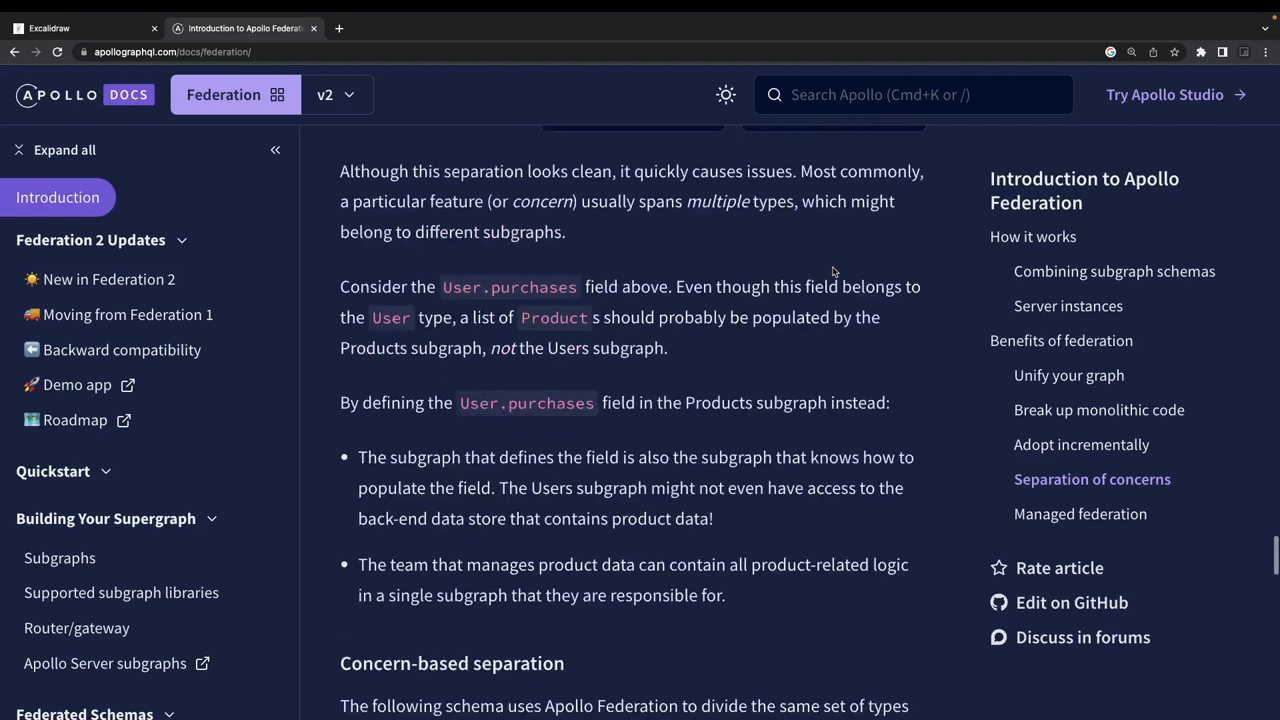 Excalidraw
Introduction to Apollo Federati
apollographql.com/docs/federation/
APOLLO DOCS
Federation
v2
Search Apollo (Cmd+K or /)
Try Apollo Studio
Expand all
Introduction
Federation 2 Updates
New in Federation 2
Moving from Federation 1
Backward compatibility
Demo app
Roadmap
Quickstart
Building Your Supergraph
Subgraphs
Supported subgraph libraries
Router/gateway
Apollo Server subgraphs
Federated Schemas
Although this separation looks clean, it quickly causes issues. Most commonly,
a particular feature (or concern) usually spans multiple types, which might
belong to different subgraphs.
Consider the User.purchases field above. Even though this field belongs to
the User type, a list of Products should probably be populated by the
Products subgraph, not the Users subgraph.
By defining the User.purchases field in the Products subgraph instead:
• The subgraph that defines the field is also the subgraph that knows how to
populate the field. The Users subgraph might not even have access to the
back-end data store that contains product data!
• The team that manages product data can contain all product-related logic
in a single subgraph that they are responsible for.
Concern-based separation
The following schema uses Apollo Federation to divide the same set of types
Introduction to Apollo
Federation
How it works
Combining subgraph schemas
Server instances
Benefits of federation
Unify your graph
Break up monolithic code
Adopt incrementally
Separation of concerns
Managed federation
Rate article
Edit on GitHub
Discuss in forums